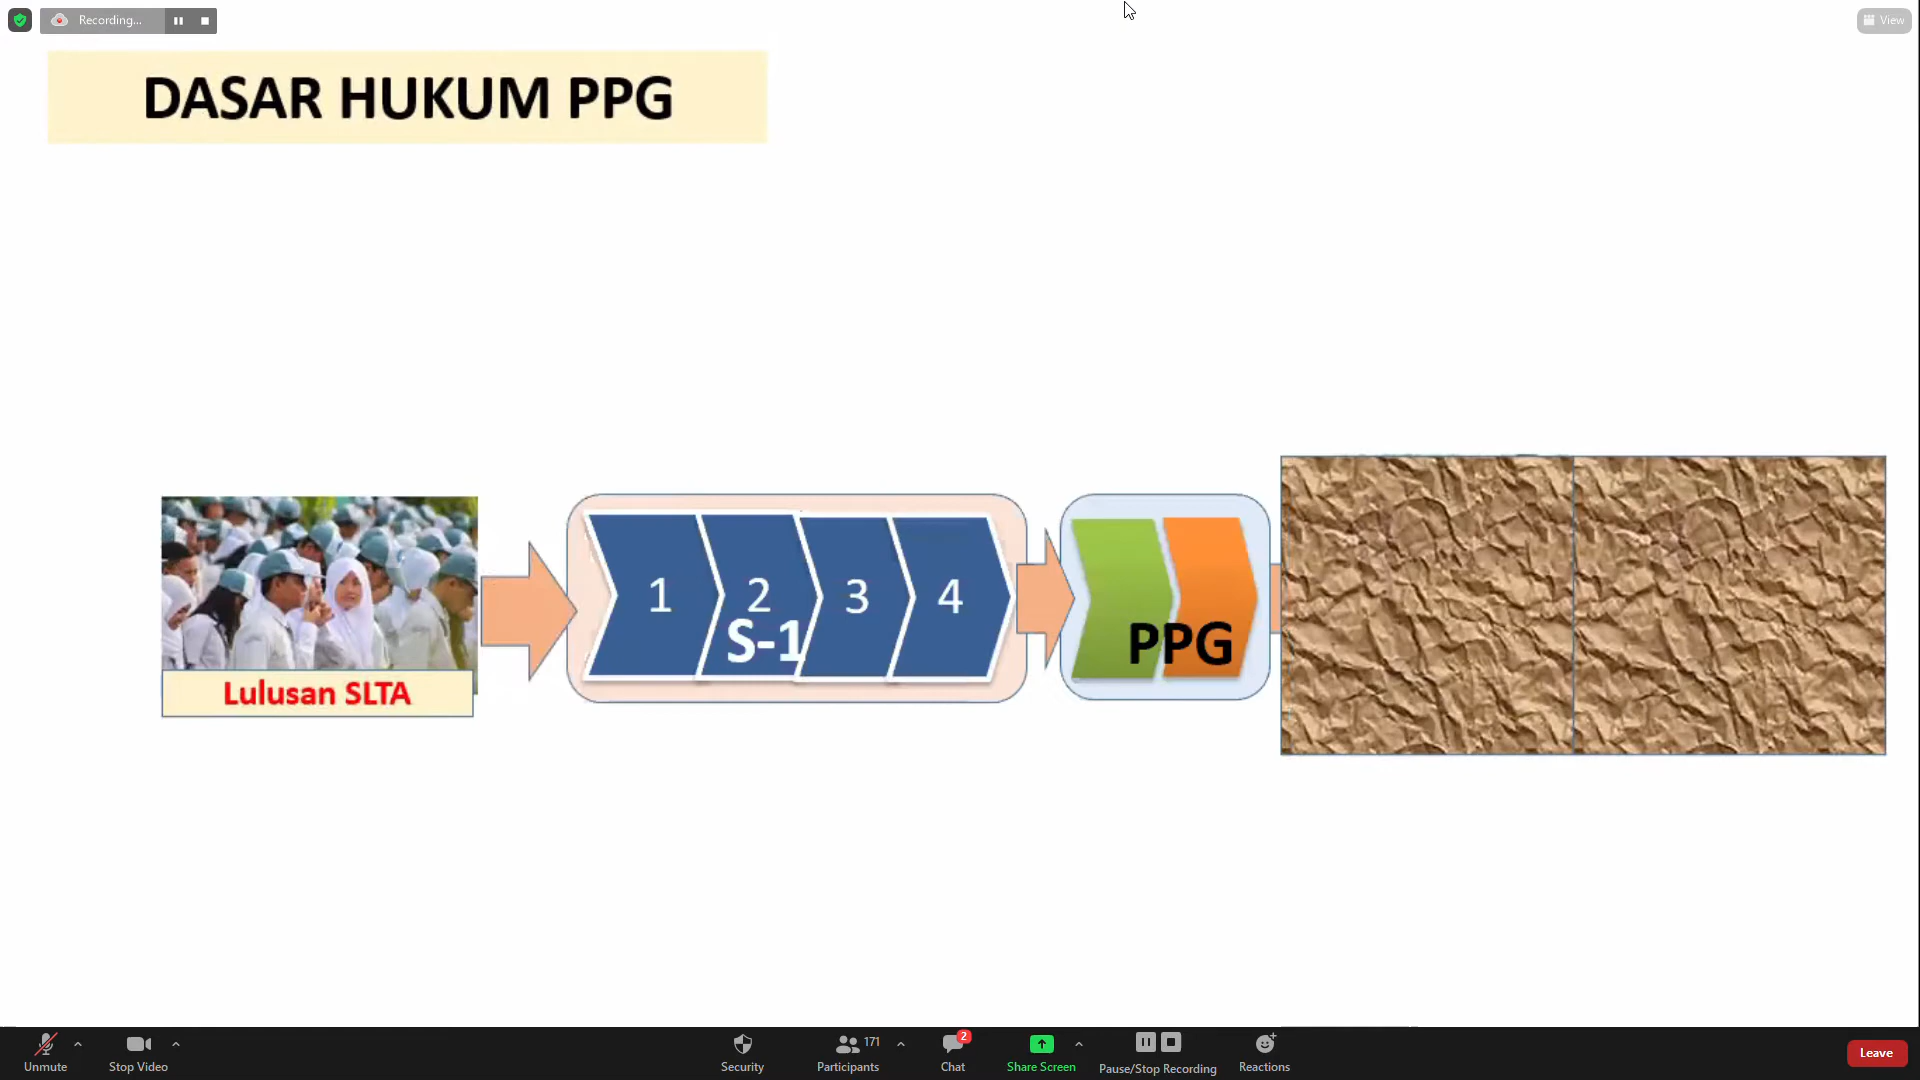 Recording...
View
DASAR HUKUM PPG
1
2
3
4
S-1
PPG
Lulusan SLTA
Unmute
Stop Video
Security
Participants
171
Chat
2
Share Screen
Pause/Stop Recording
Reactions
Leave